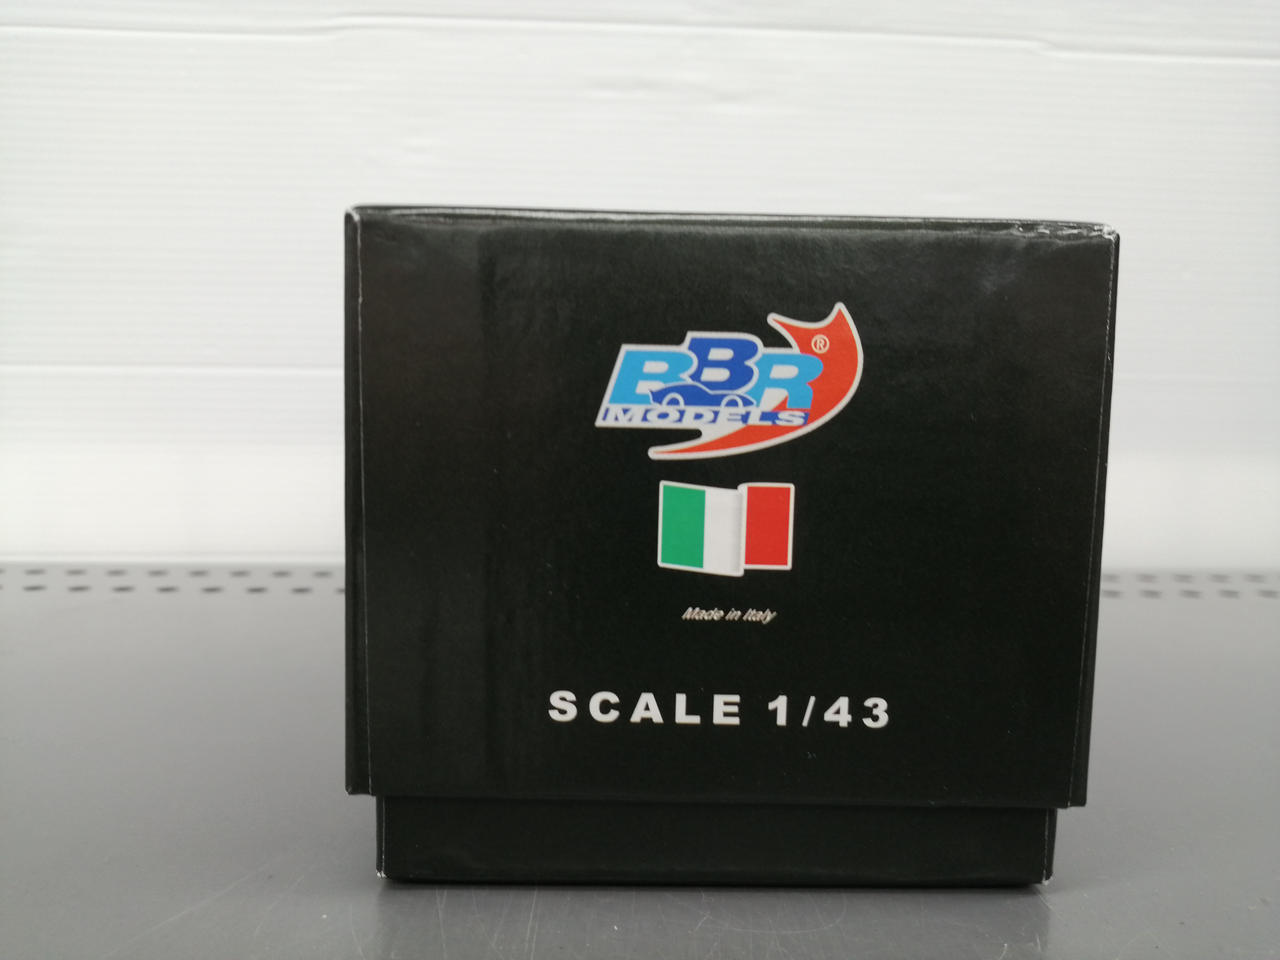 BBR®
MODELS
Made in Italy
SCALE 1/43